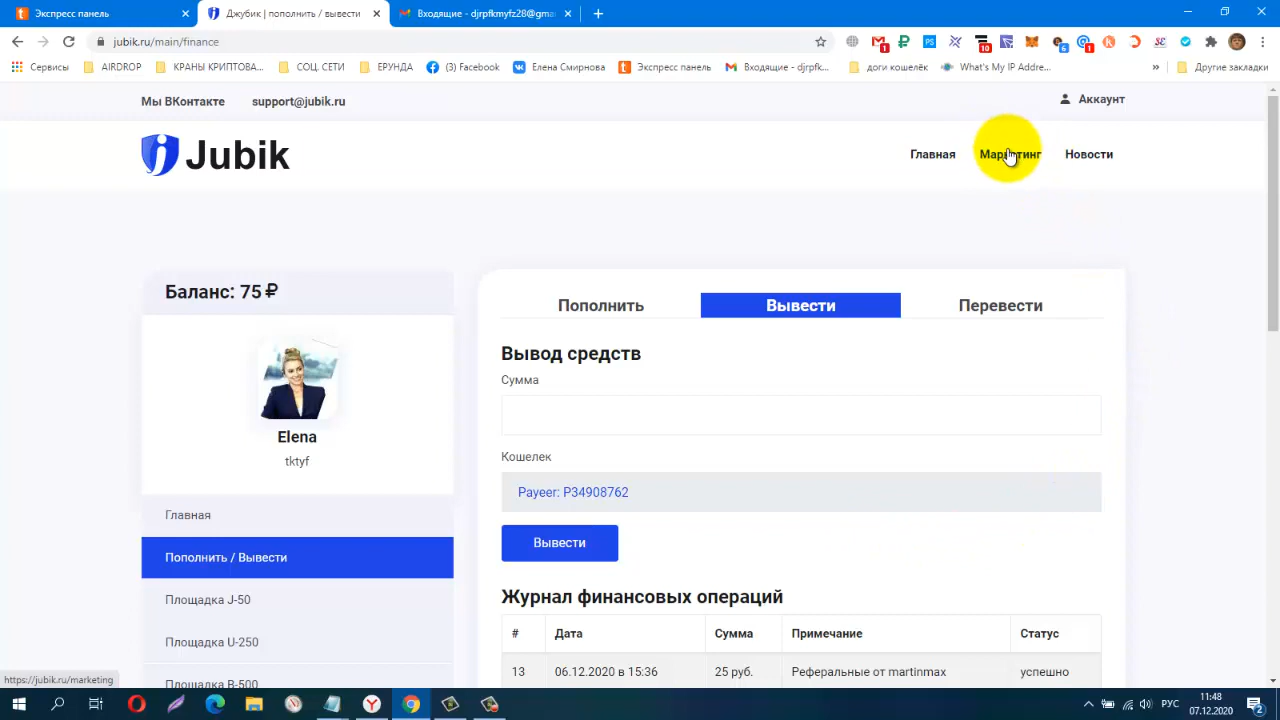 Экспресс панель
Джубик | пополнить / вывести
Входящие - djrpfkmyfz28@gma
jubik.ru/main/finance
Сервисы
AIRDROP
КРАНЫ КРИПТОВА...
СОЦ. СЕТИ
ЕРУНДА
(3) Facebook
Елена Смирнова
Экспресс панель
Входящие - djrpfk...
доги кошелёк
What's My IP Addre...
»
Другие закладки
Мы ВКонтакте
support@jubik.ru
Аккаунт
Jubik
Главная
Маркетинг
Новости
Баланс: 75 ₽
Elena
tktyf
Главная
Пополнить / Вывести
Площадка J-50
Площадка U-250
Площадка B-500
Пополнить
Вывести
Перевести
Вывод средств
Сумма
Кошелек
Payeer: P34908762
Вывести
Журнал финансовых операций
# Дата Сумма Примечание Статус
13 06.12.2020 в 15:36 25 руб. Реферальные от martinmax успешно
https://jubik.ru/marketing
РУС
11:48
07.12.2020